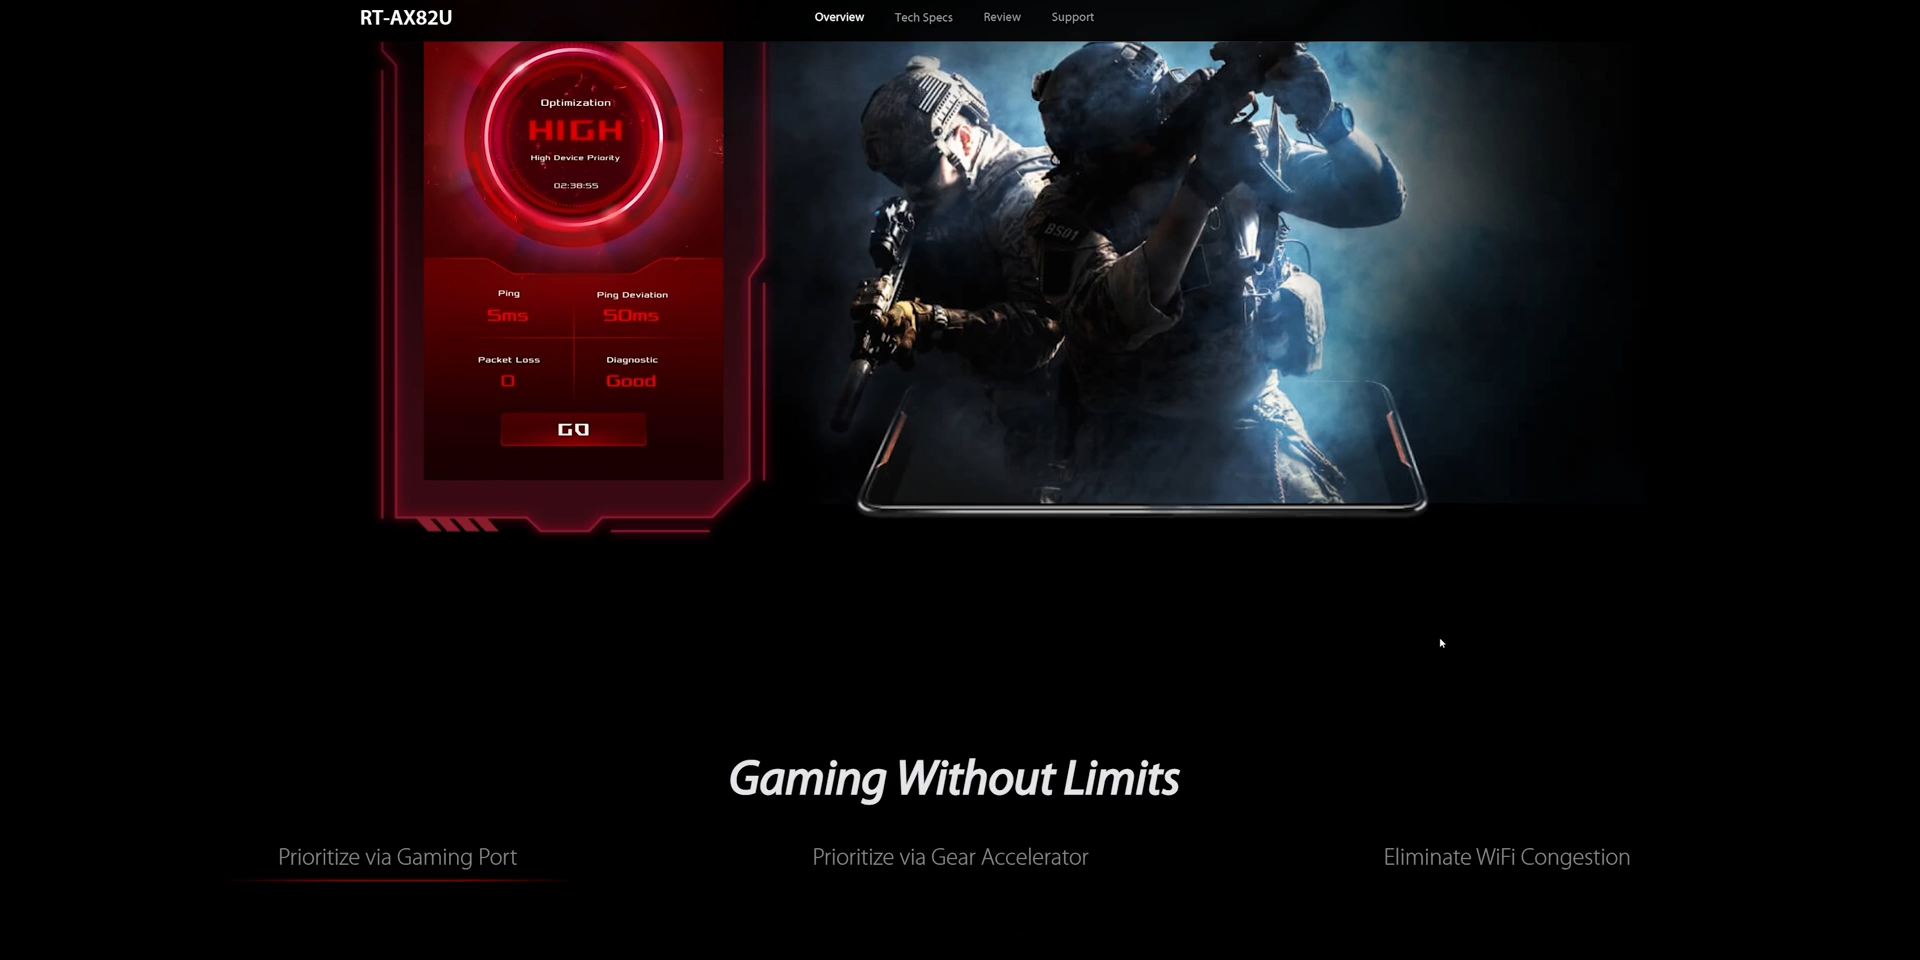 RT-AX82U
Overview
Tech Specs
Review
Support
Optimization
HIGH
High Device Priority
02:38:55
Ping
5ms
Ping Deviation
50ms
Packet Loss
0
Diagnostic
Good
GO
BS01
Gaming Without Limits
Prioritize via Gaming Port
Prioritize via Gear Accelerator
Eliminate WiFi Congestion